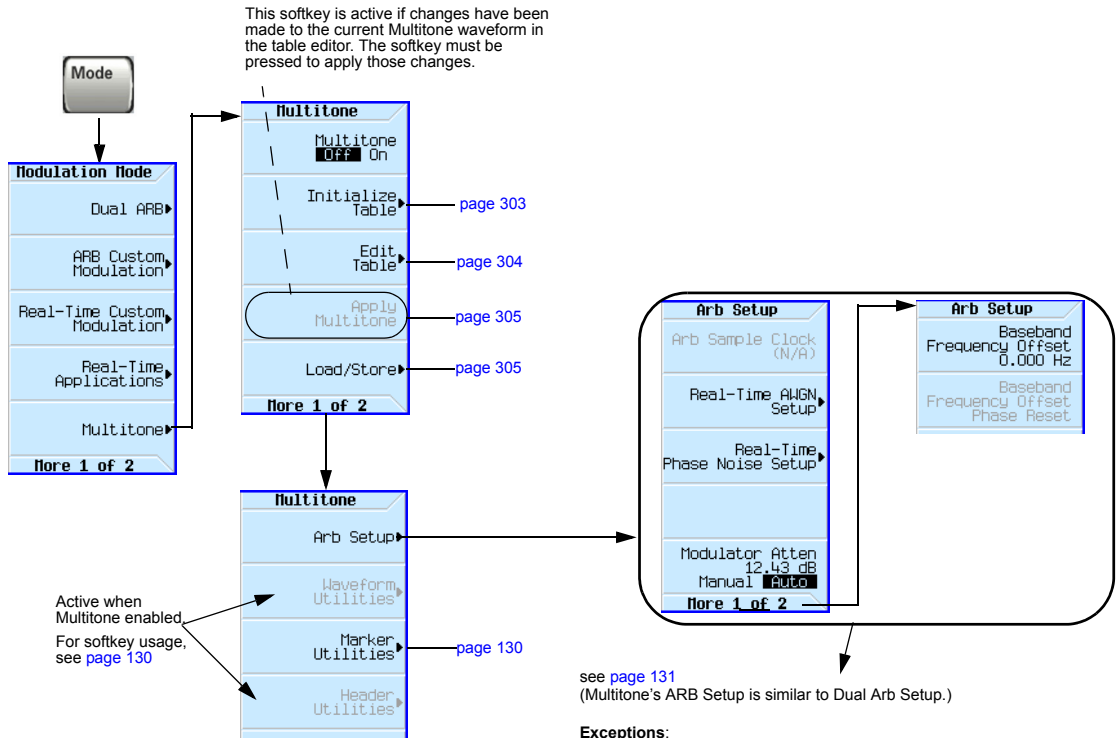 This softkey is active if changes have been
made to the current Multitone waveform in
the table editor. The softkey must be
pressed to apply those changes.
Mode
Modulation Mode
Dual ARB
ARB Custom
Modulation
Real-Time Custom
Modulation
Real-Time
Applications
Multitone
More 1 of 2
Multitone
Multitone
Off On
Initialize
Table
page 303
Edit
Table
page 304
Apply
Multitone
page 305
Load/Store
page 305
More 1 of 2
Multitone
Arb Setup
Waveform
Utilities
Marker
Utilities
page 130
Header
Utilities
Active when
Multitone enabled.
For softkey usage,
see page 130
Arb Setup
Arb Sample Clock
(N/A)
Real-Time AWGN
Setup
Real-Time
Phase Noise Setup
Modulator Atten
12.43 dB
Manual Auto
More 1 of 2
Arb Setup
Baseband
Frequency Offset
0.000 Hz
Baseband
Frequency Offset
Phase Reset
see page 131
(Multitone's ARB Setup is similar to Dual Arb Setup.)
Exceptions: